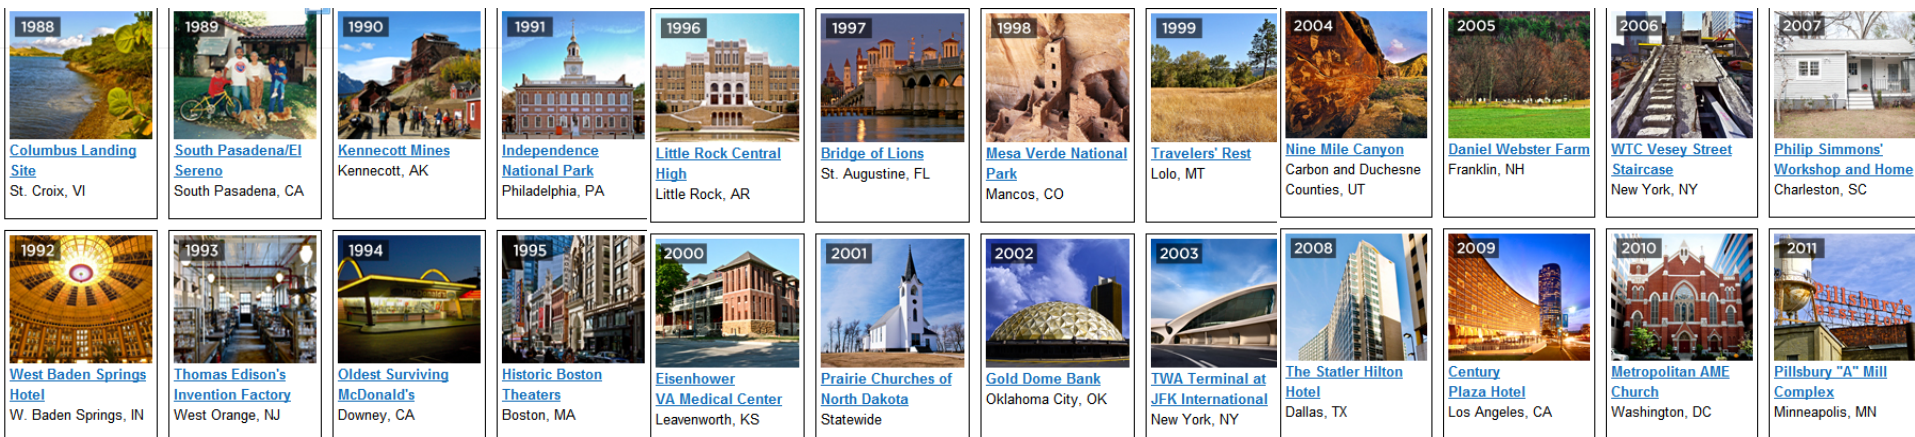 1988
Columbus Landing
Site
St. Croix, VI
1989
South Pasadena/El
Sereno
South Pasadena, CA
1990
Kennecott Mines
Kennecott, AK
1991
Independence
National Park
Philadelphia, PA
1996
Little Rock Central
High
Little Rock, AR
1997
Bridge of Lions
St. Augustine, FL
1998
Mesa Verde National
Park
Mancos, CO
1999
Travelers' Rest
Lolo, MT
2004
Nine Mile Canyon
Carbon and Duchesne
Counties, UT
2005
Daniel Webster Farm
Franklin, NH
2006
WTC Vesey Street
Staircase
New York, NY
2007
Philip Simmons'
Workshop and Home
Charleston, SC
1992
West Baden Springs
Hotel
W. Baden Springs, IN
1993
Thomas Edison's
Invention Factory
West Orange, NJ
1994
Oldest Surviving
McDonald's
Downey, CA
1995
Historic Boston
Theaters
Boston, MA
2000
Eisenhower
VA Medical Center
Leavenworth, KS
2001
Prairie Churches of
North Dakota
Statewide
2002
Gold Dome Bank
Oklahoma City, OK
2003
TWA Terminal at
JFK International
New York, NY
2008
The Statler Hilton
Hotel
Dallas, TX
2009
Century
Plaza Hotel
Los Angeles, CA
2010
Metropolitan AME
Church
Washington, DC
2011
Pillsbury's
Pillsbury "A" Mill
Complex
Minneapolis, MN